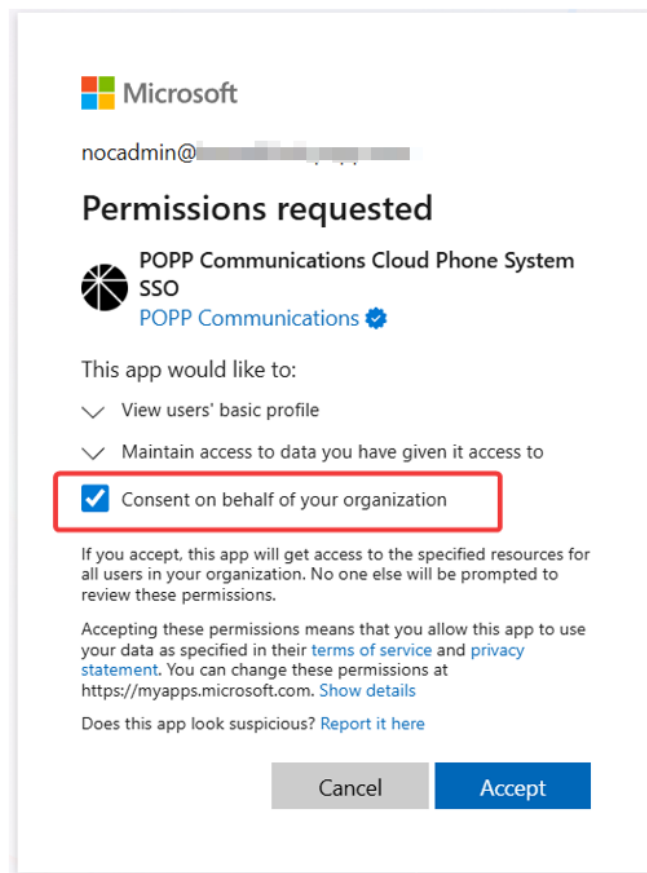 Microsoft
nocadmin@
Permissions requested
POPP Communications Cloud Phone System
SSO
POPP Communications
This app would like to:
View users' basic profile
Maintain access to data you have given it access to
Consent on behalf of your organization
If you accept, this app will get access to the specified resources for
all users in your organization. No one else will be prompted to
review these permissions.
Accepting these permissions means that you allow this app to use
your data as specified in their terms of service and privacy
statement. You can change these permissions at
https://myapps.microsoft.com. Show details
Does this app look suspicious? Report it here
Cancel
Accept